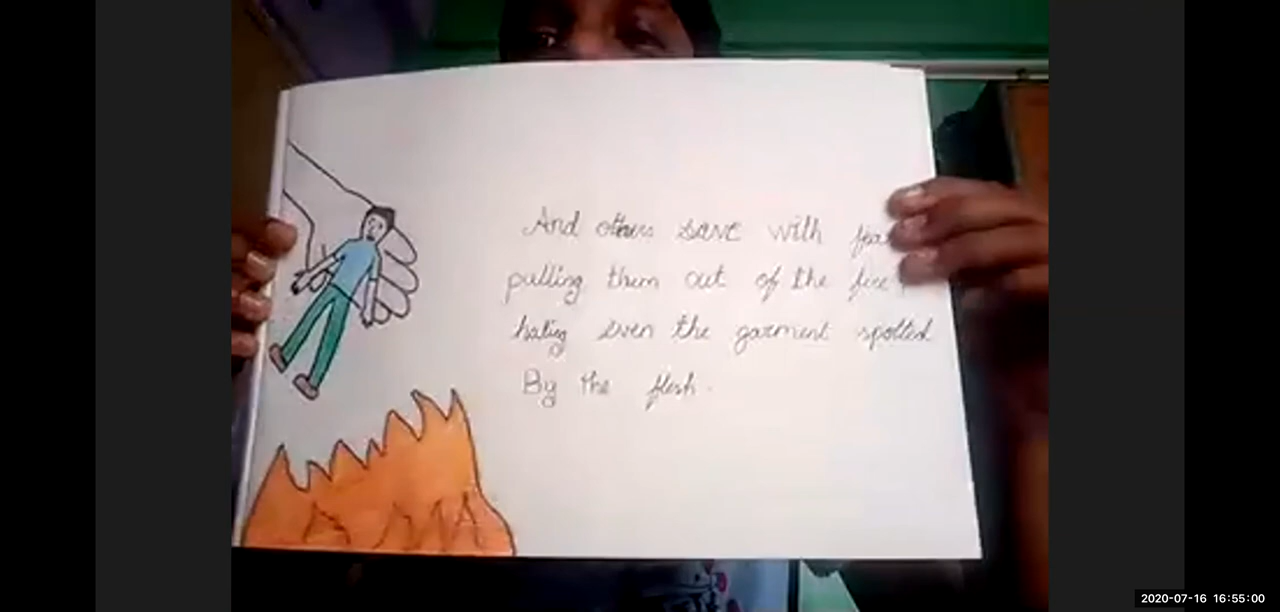 And others save with fea
pulling them out of the fire
hating even the garment spotted
By the flesh.
2020-07-16 16:55:00